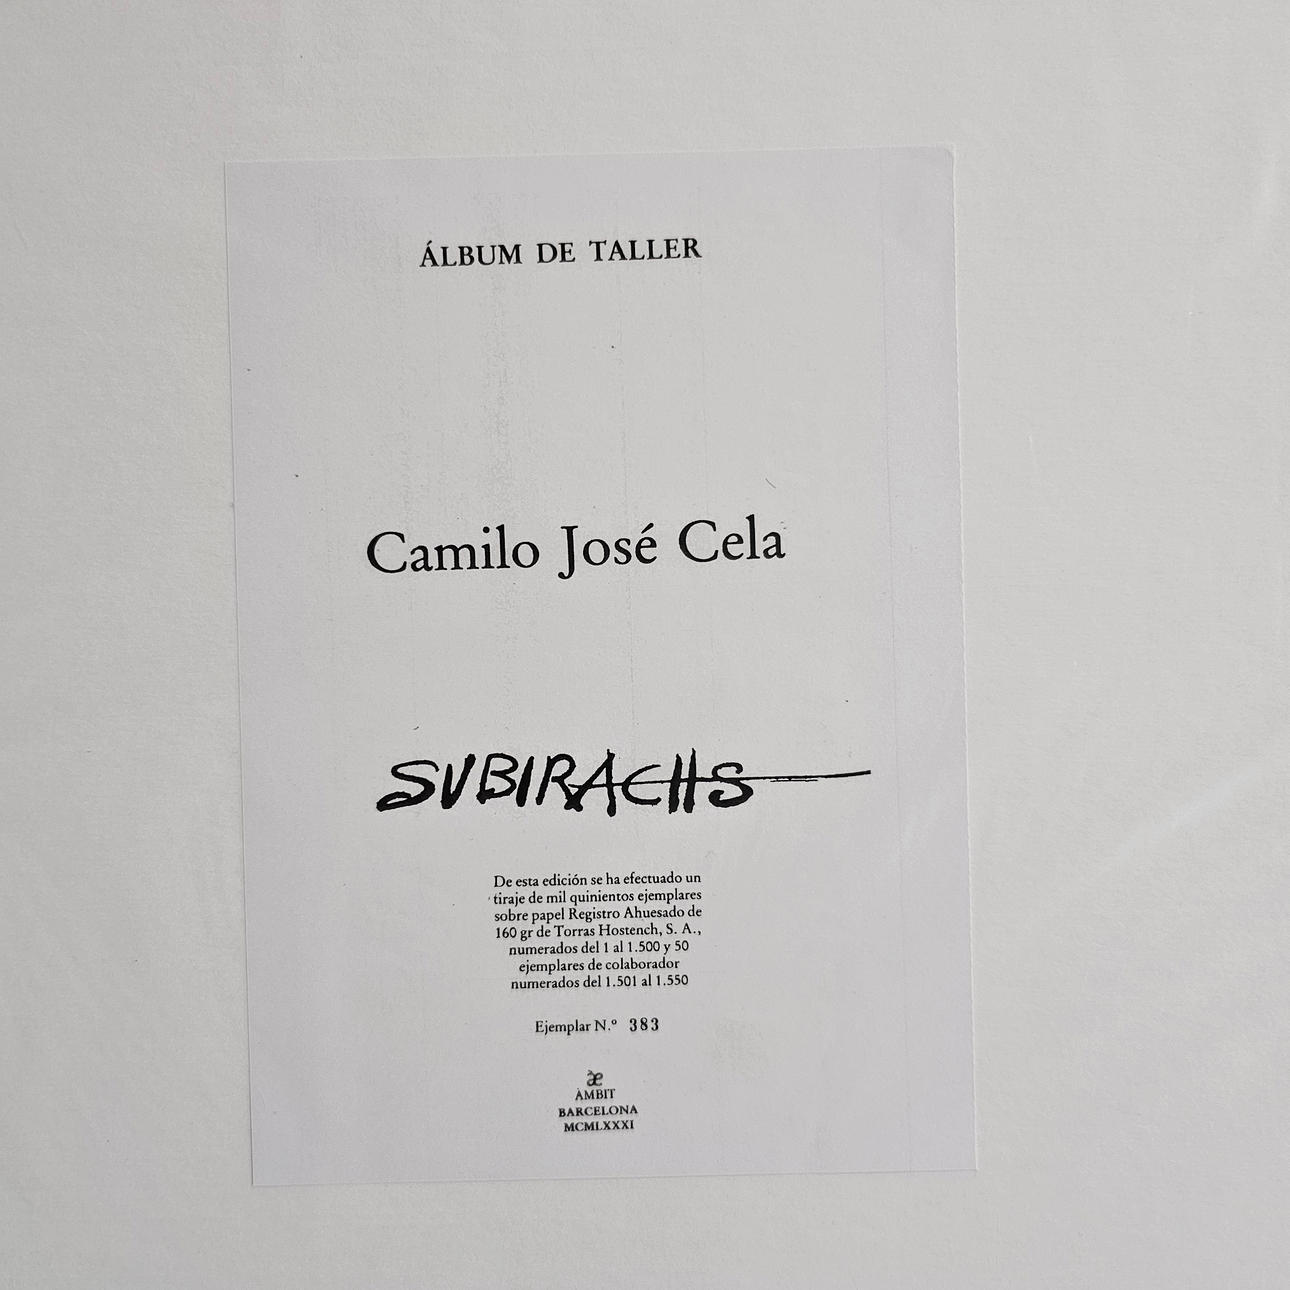 ÁLBUM DE TALLER
Camilo José Cela
SUBIRACHS
De esta edición se ha efectuado un
tiraje de mil quinientos ejemplares
sobre papel Registro Ahuesado de
160 gr de Torras Hostench, S. A.,
numerados del 1 al 1.500 y 50
ejemplares de colaborador
numerados del 1.501 al 1.550
Ejemplar N.º 383
æ
ÀMBIT
BARCELONA
MCMLXXXI